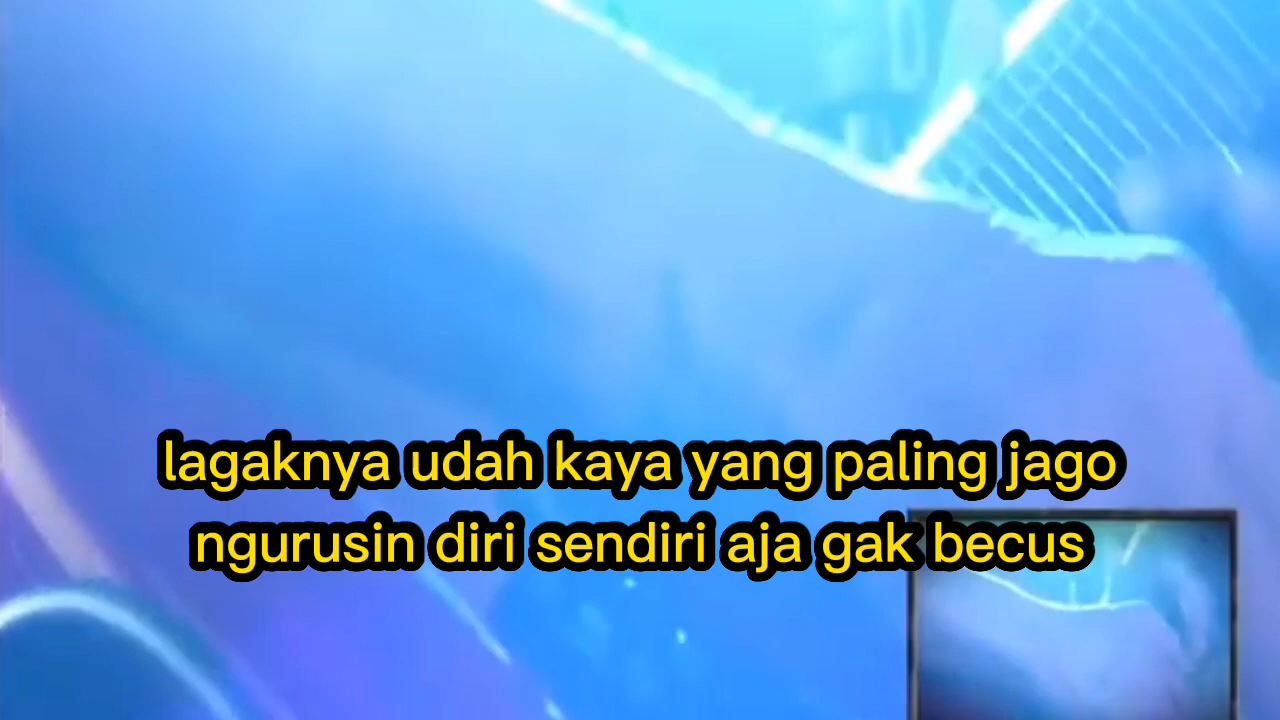 lagaknya udah kaya yang paling jago
ngurusin diri sendiri aja gak becus